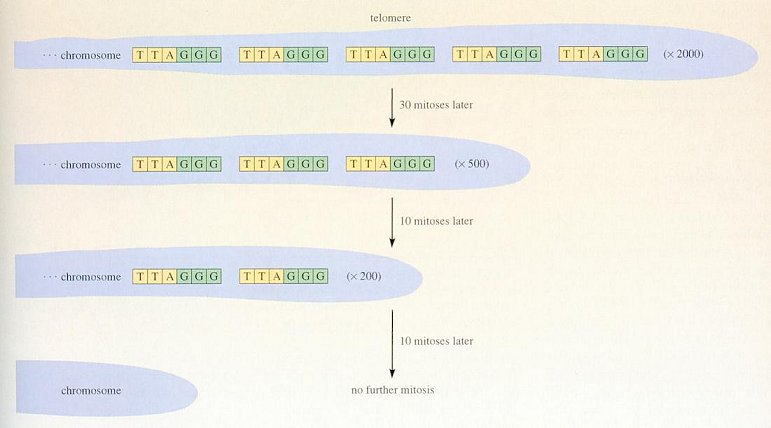 telomere
··· chromosome T T A G G G T T A G G G T T A G G G T T A G G G T T A G G G (× 2000)
30 mitoses later
··· chromosome T T A G G G T T A G G G T T A G G G (× 500)
10 mitoses later
··· chromosome T T A G G G T T A G G G (× 200)
10 mitoses later
chromosome no further mitosis